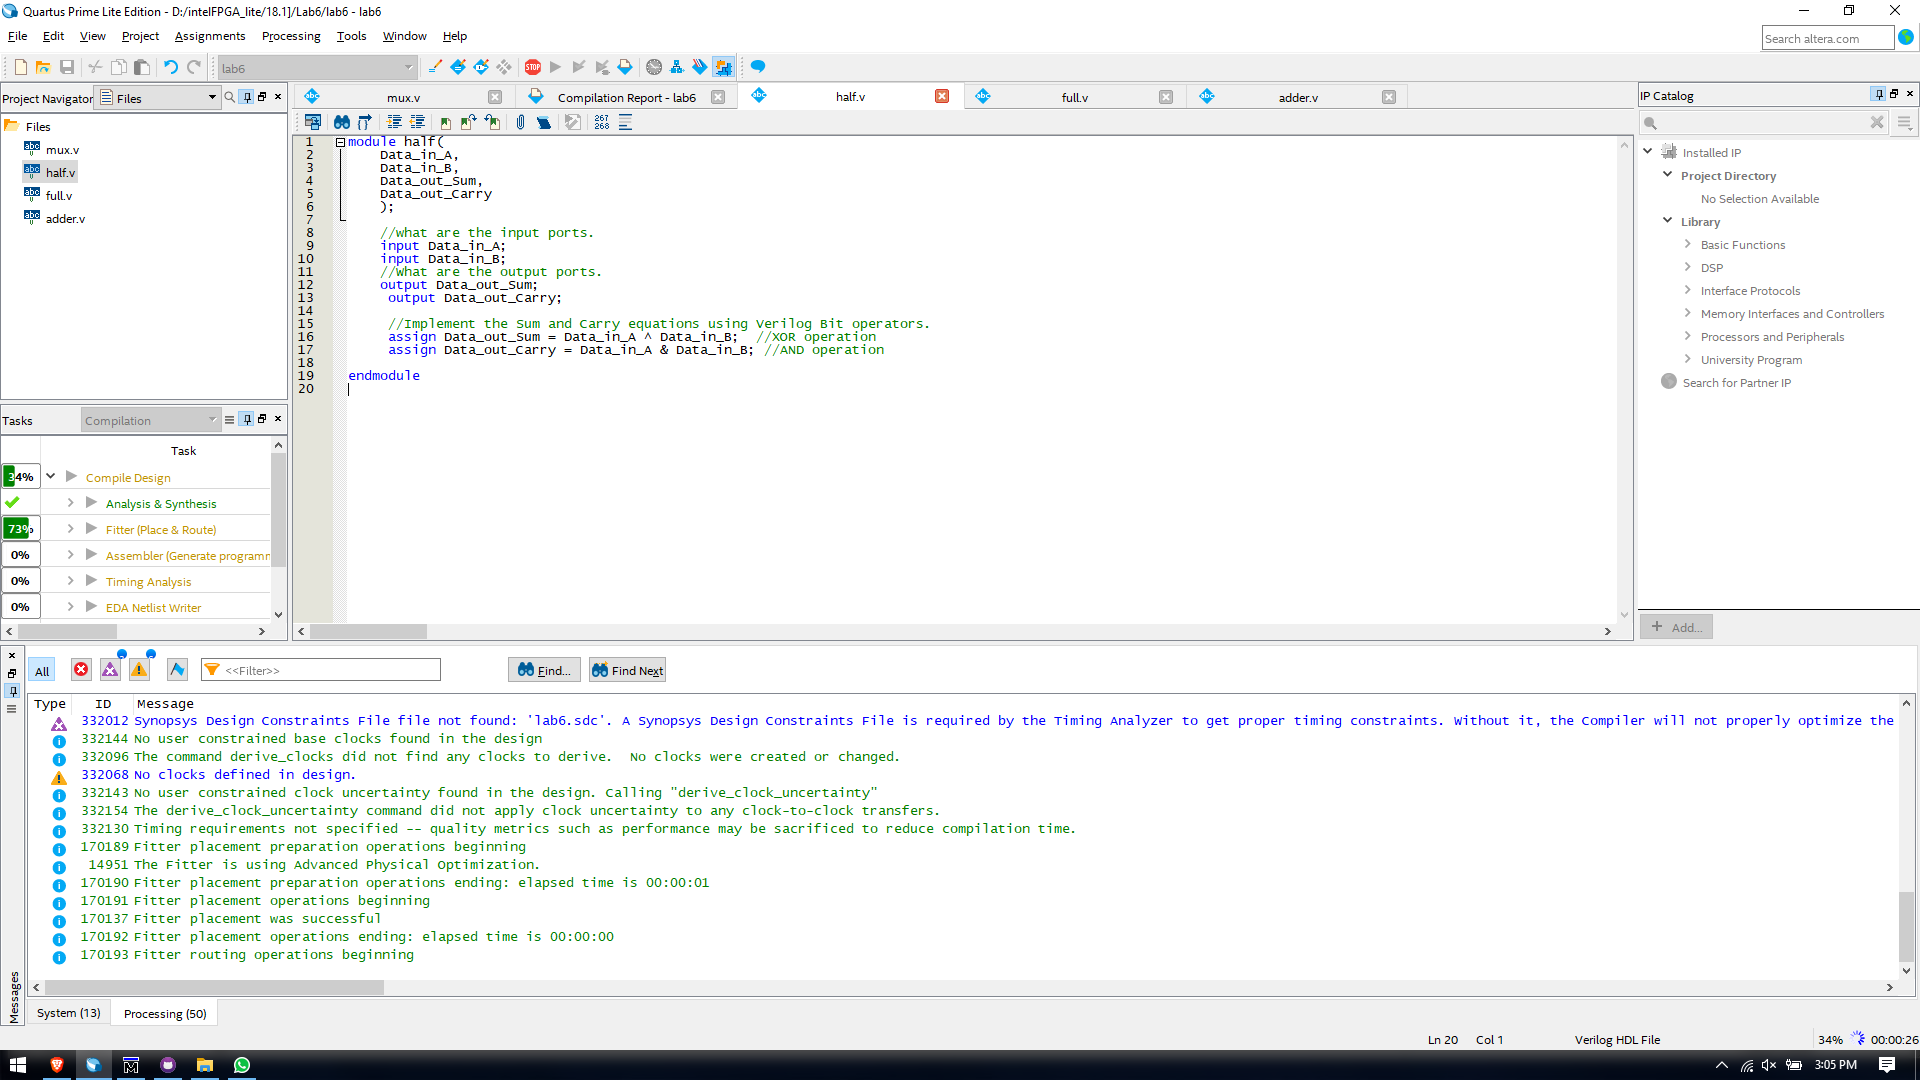 Quartus Prime Lite Edition - D:/intelFPGA_lite/18.1]/Lab6/lab6 - lab6
File Edit View Project Assignments Processing Tools Window Help
Search altera.com
lab6
STOP
Project Navigator Files
mux.v Compilation Report - lab6 half.v full.v adder.v
IP Catalog
267
268
Files
mux.v
half.v
full.v
adder.v
1 module half(
2 Data_in_A,
3 Data_in_B,
4 Data_out_Sum,
5 Data_out_Carry
6 );
7
8 //what are the input ports.
9 input Data_in_A;
10 input Data_in_B;
11 //What are the output ports.
12 output Data_out_Sum;
13 output Data_out_Carry;
14
15 //Implement the Sum and Carry equations using Verilog Bit operators.
16 assign Data_out_Sum = Data_in_A ^ Data_in_B; //XOR operation
17 assign Data_out_Carry = Data_in_A & Data_in_B; //AND operation
18
19 endmodule
20
Installed IP
Project Directory
No Selection Available
Library
Basic Functions
DSP
Interface Protocols
Memory Interfaces and Controllers
Processors and Peripherals
University Program
Search for Partner IP
+ Add...
Tasks Compilation
Task
34% Compile Design
Analysis & Synthesis
73% Fitter (Place & Route)
0% Assembler (Generate programm
0% Timing Analysis
0% EDA Netlist Writer
All <<Filter>> Find... Find Next
Type ID Message
332012 Synopsys Design Constraints File file not found: 'lab6.sdc'. A Synopsys Design Constraints File is required by the Timing Analyzer to get proper timing constraints. Without it, the Compiler will not properly optimize the
332144 No user constrained base clocks found in the design
332096 The command derive_clocks did not find any clocks to derive.  No clocks were created or changed.
332068 No clocks defined in design.
332143 No user constrained clock uncertainty found in the design. Calling "derive_clock_uncertainty"
332154 The derive_clock_uncertainty command did not apply clock uncertainty to any clock-to-clock transfers.
332130 Timing requirements not specified -- quality metrics such as performance may be sacrificed to reduce compilation time.
170189 Fitter placement preparation operations beginning
14951 The Fitter is using Advanced Physical Optimization.
170190 Fitter placement preparation operations ending: elapsed time is 00:00:01
170191 Fitter placement operations beginning
170137 Fitter placement was successful
170192 Fitter placement operations ending: elapsed time is 00:00:00
170193 Fitter routing operations beginning
Messages
System (13) Processing (50)
Ln 20 Col 1 Verilog HDL File 34% 00:00:26
3:05 PM